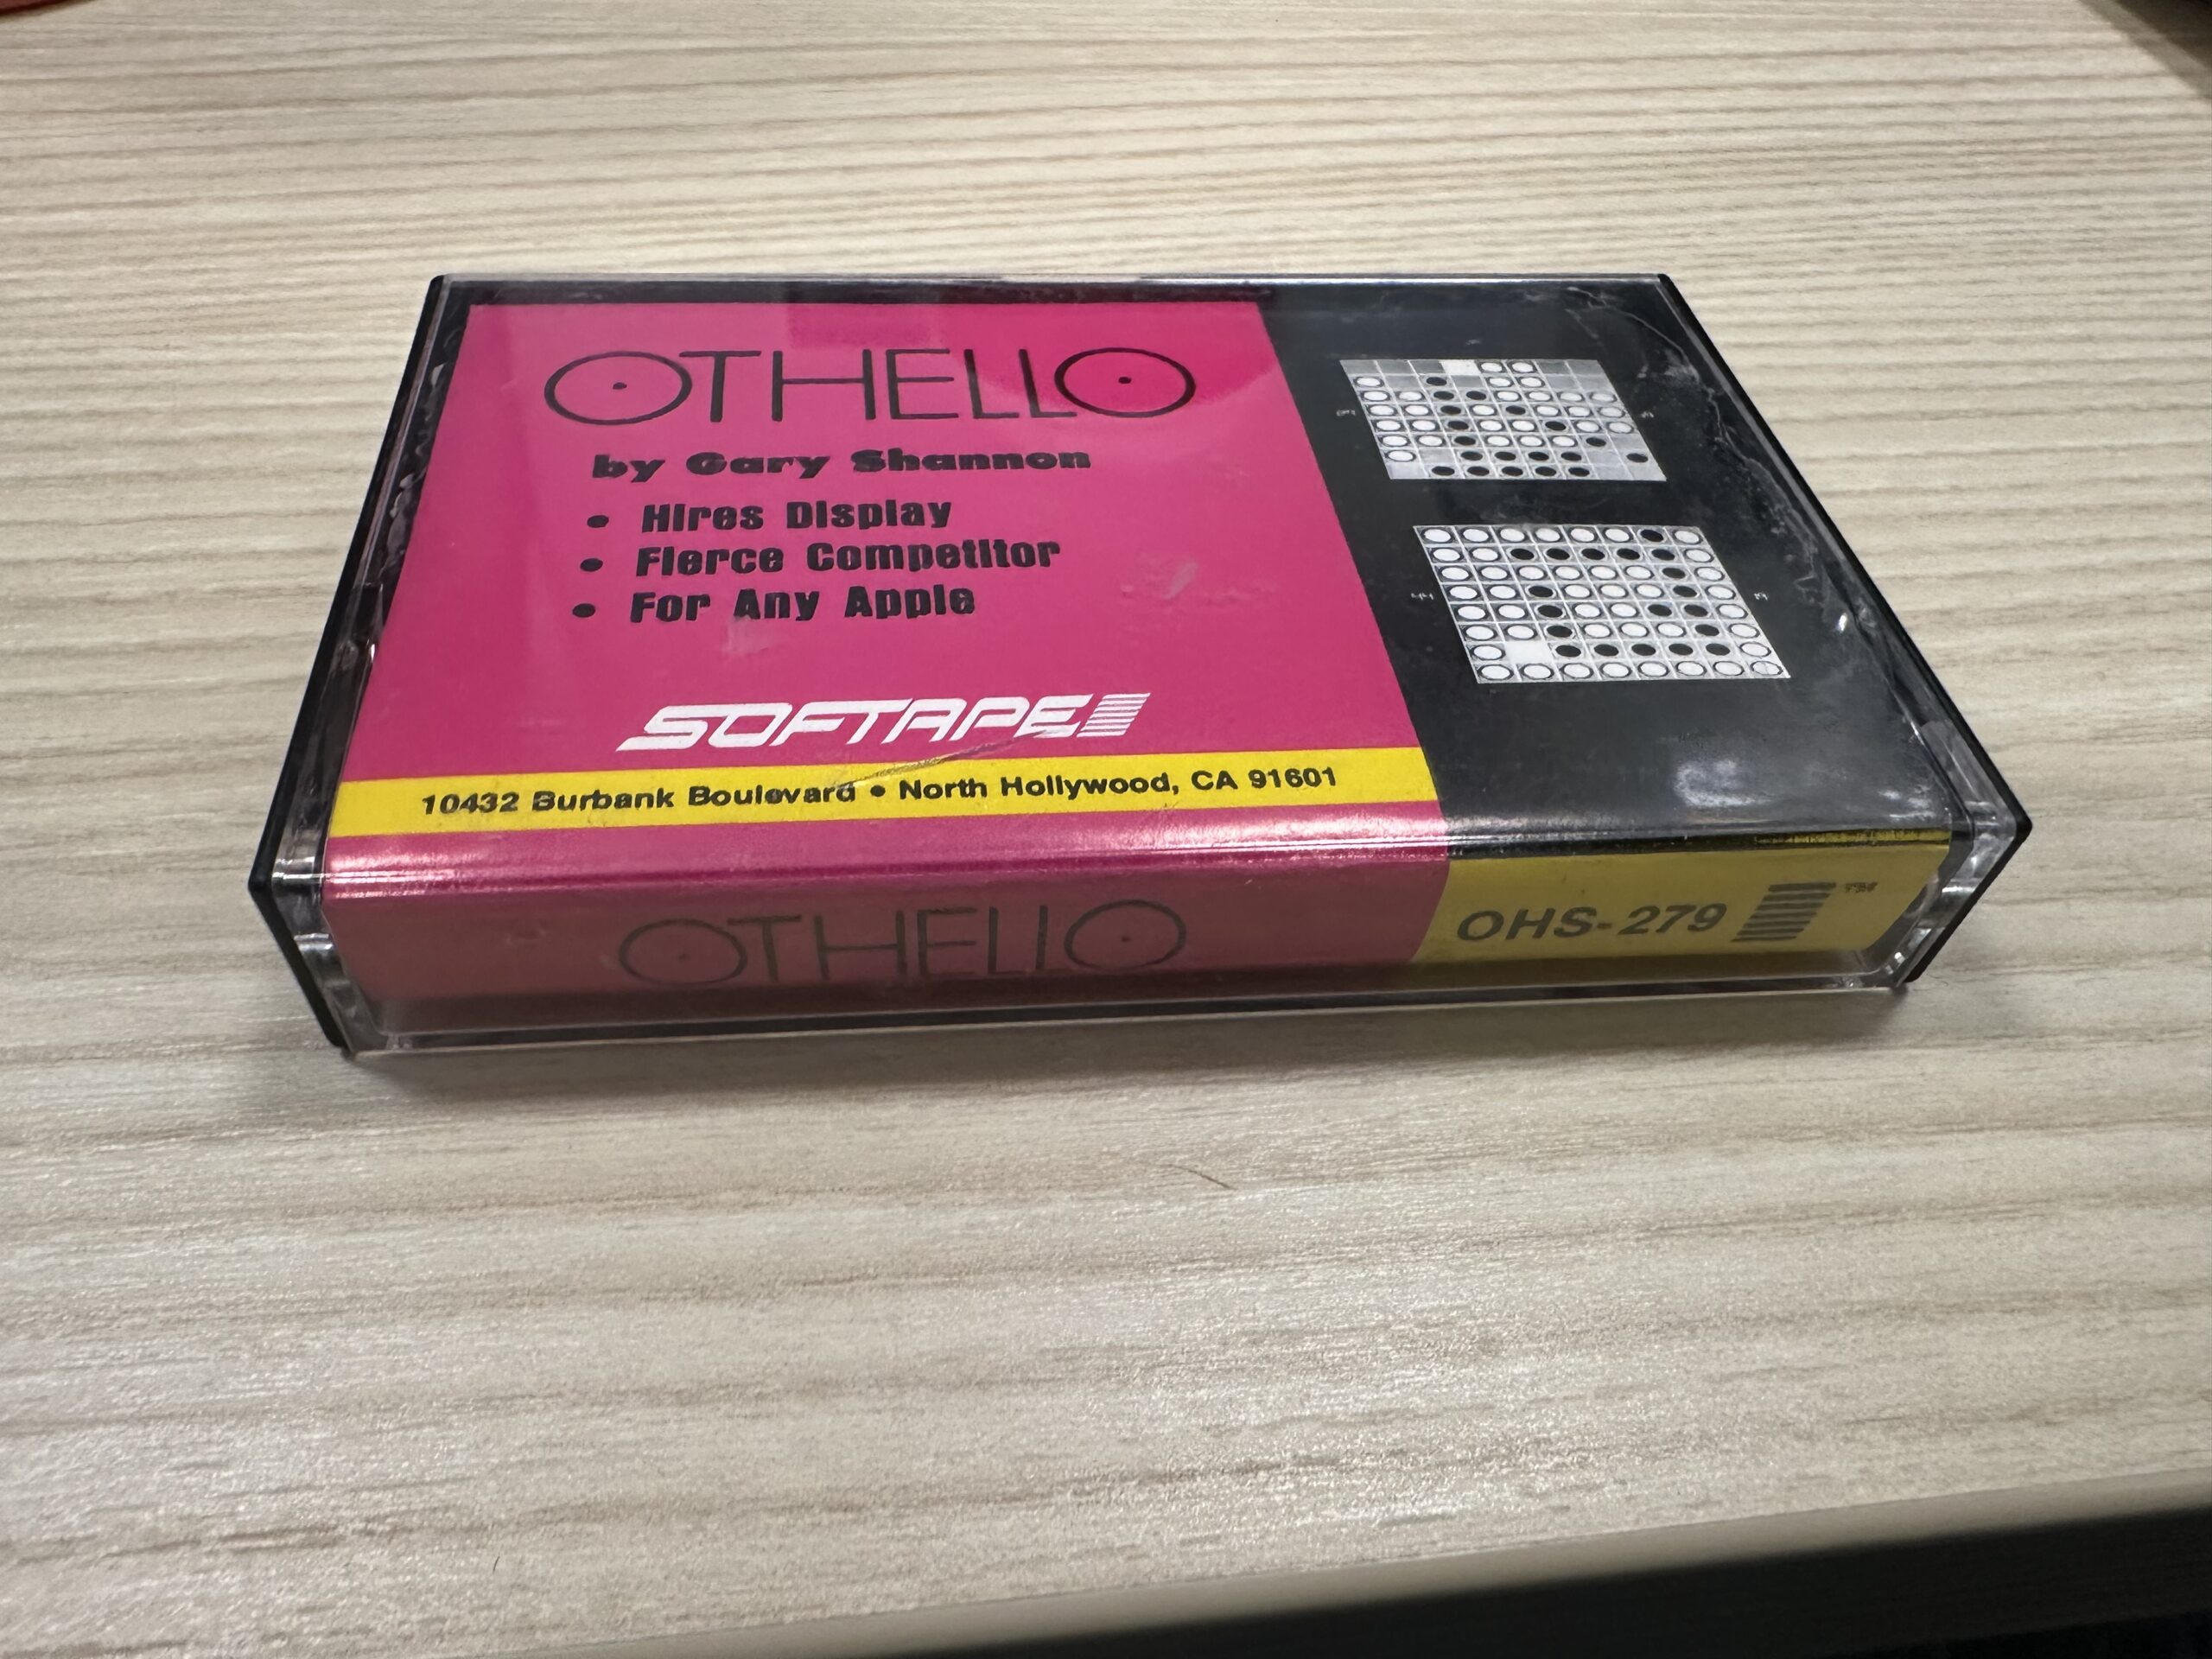 OTHELLO
by Gary Shannon
• Hires Display
• Fierce Competitor
• For Any Apple
SOFTAPE
10432 Burbank Boulevard • North Hollywood, CA 91601
OTHELLO
OHS-279
TM